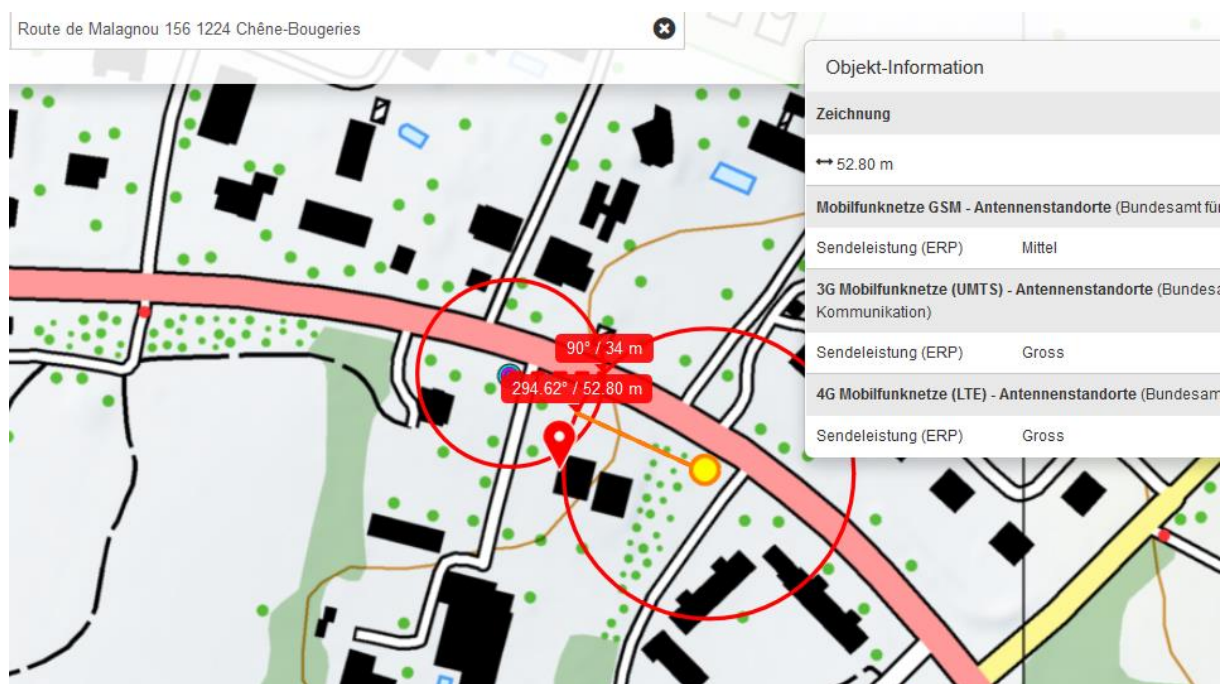 Route de Malagnou 156 1224 Chêne-Bougeries
Objekt-Information
Zeichnung
52.80 m
Mobilfunknetze GSM - Antennenstandorte (Bundesamt für
Sendeleistung (ERP) Mittel
3G Mobilfunknetze (UMTS) - Antennenstandorte (Bundesa
Kommunikation)
Sendeleistung (ERP) Gross
4G Mobilfunknetze (LTE) - Antennenstandorte (Bundesam
Sendeleistung (ERP) Gross
90° / 34 m
294.62° / 52.80 m